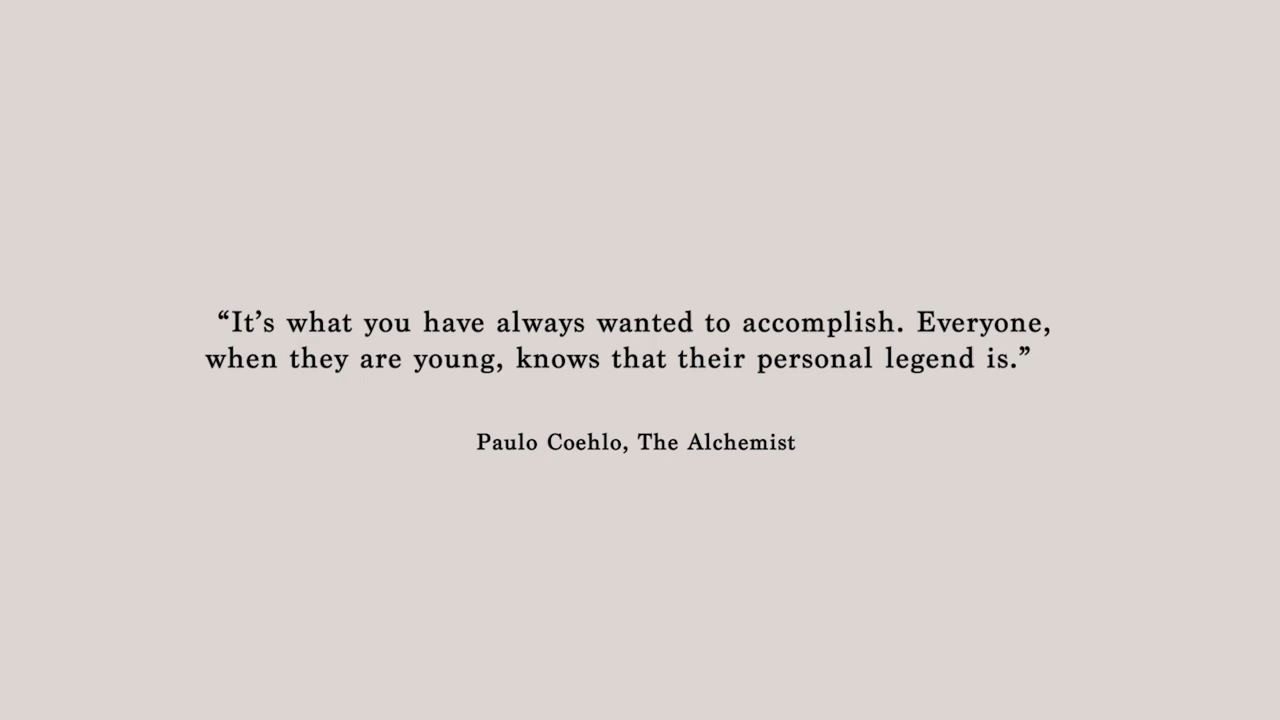 “It’s what you have always wanted to accomplish. Everyone,
when they are young, knows that their personal legend is.”
Paulo Coehlo, The Alchemist